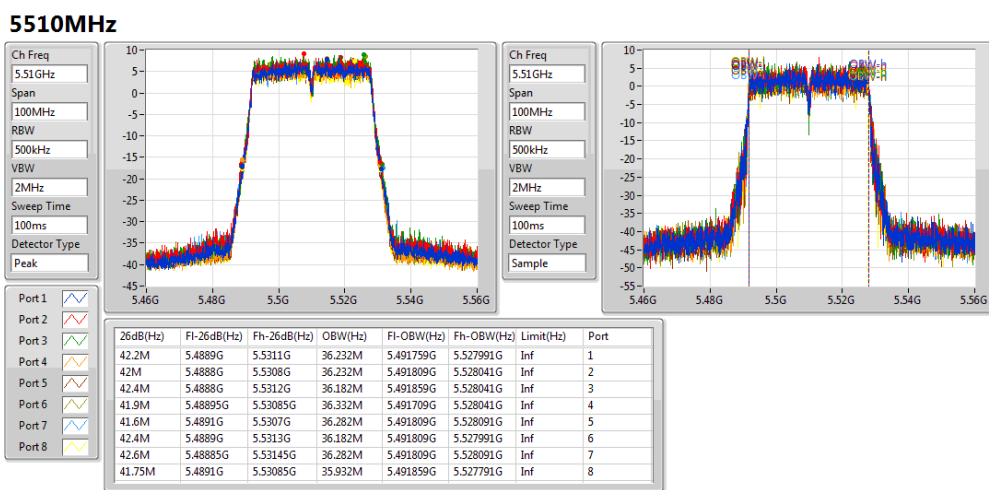 5510MHz
Ch Freq
5.51GHz
Span
100MHz
RBW
500kHz
VBW
2MHz
Sweep Time
100ms
Detector Type
Peak
10
5
0
-5
-10
-15
-20
-25
-30
-35
-40
-45
5.46G 5.48G 5.5G 5.52G 5.54G 5.56G
Ch Freq
5.51GHz
Span
100MHz
RBW
500kHz
VBW
2MHz
Sweep Time
100ms
Detector Type
Sample
10
5
0
-5
-10
-15
-20
-25
-30
-35
-40
-45
-50
-55
5.46G 5.48G 5.5G 5.52G 5.54G 5.56G
Port 1
Port 2
Port 3
Port 4
Port 5
Port 6
Port 7
Port 8
26dB(Hz) Fl-26dB(Hz) Fh-26dB(Hz) OBW(Hz) Fl-OBW(Hz) Fh-OBW(Hz) Limit(Hz) Port
42.2M 5.4889G 5.5311G 36.232M 5.491759G 5.527991G Inf 1
42M 5.4888G 5.5308G 36.232M 5.491809G 5.528041G Inf 2
42.4M 5.4888G 5.5312G 36.182M 5.491859G 5.528041G Inf 3
41.9M 5.48895G 5.53085G 36.332M 5.491709G 5.528041G Inf 4
41.6M 5.4891G 5.5307G 36.282M 5.491809G 5.528091G Inf 5
42.4M 5.4889G 5.5313G 36.182M 5.491809G 5.527991G Inf 6
42.6M 5.48885G 5.53145G 36.282M 5.491809G 5.528091G Inf 7
41.75M 5.4891G 5.53085G 35.932M 5.491859G 5.527791G Inf 8